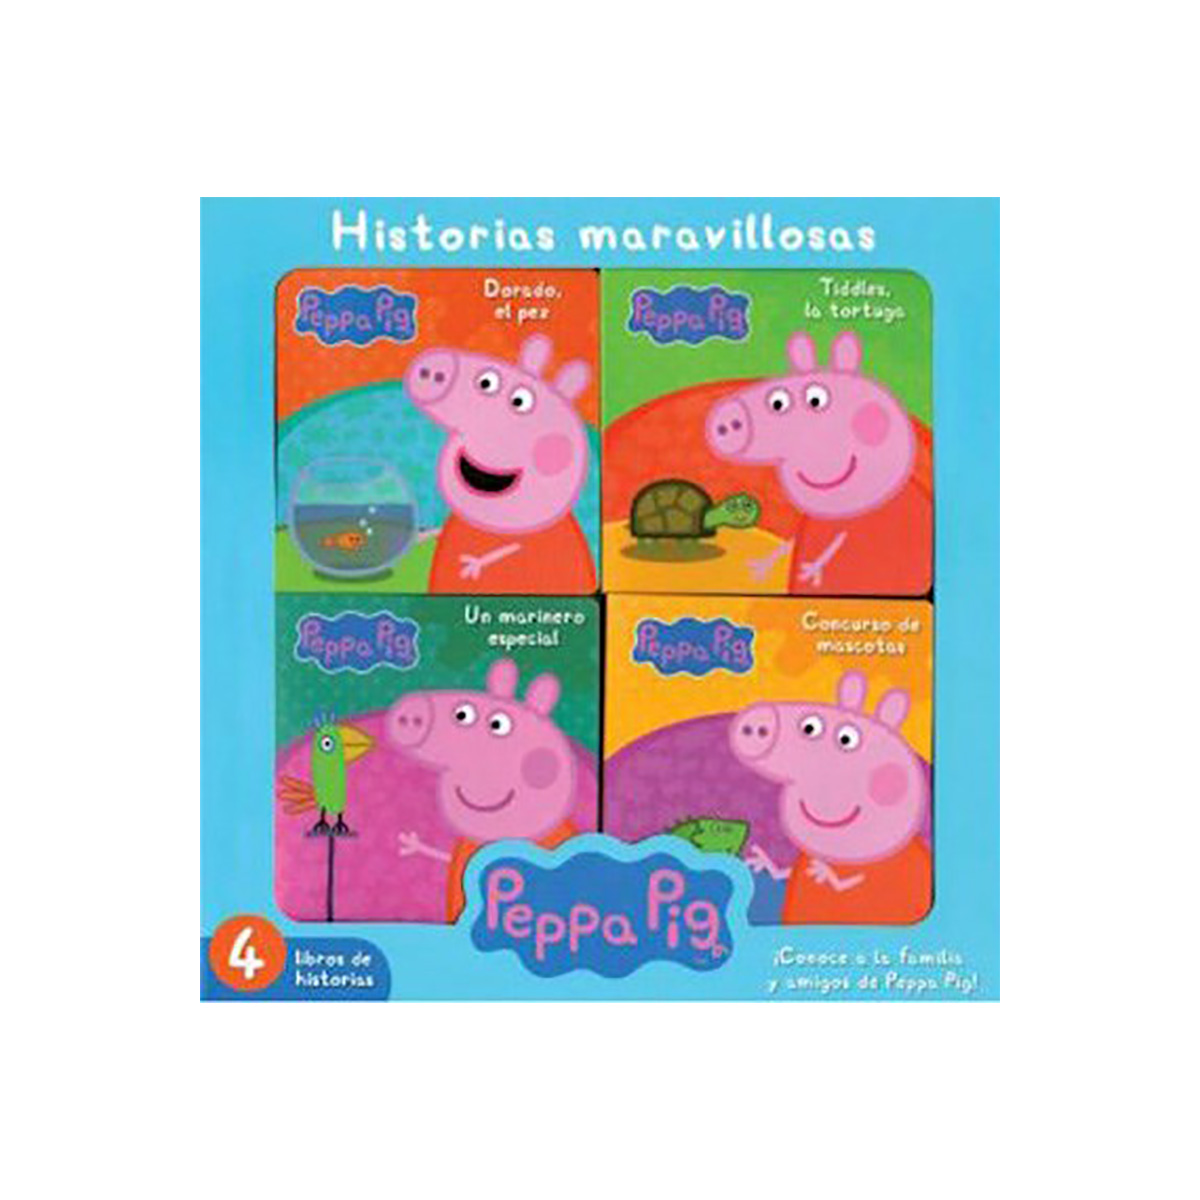 Historias maravillosas
Peppa Pig
Dorado,
el pez
Peppa Pig
Tiddles,
la tortuga
Peppa Pig
Un marinero
especial
Peppa Pig
Concurso de
mascotas
Peppa Pig
4
libros de
historias
¡Conoce a la familia
y amigos de Peppa Pig!